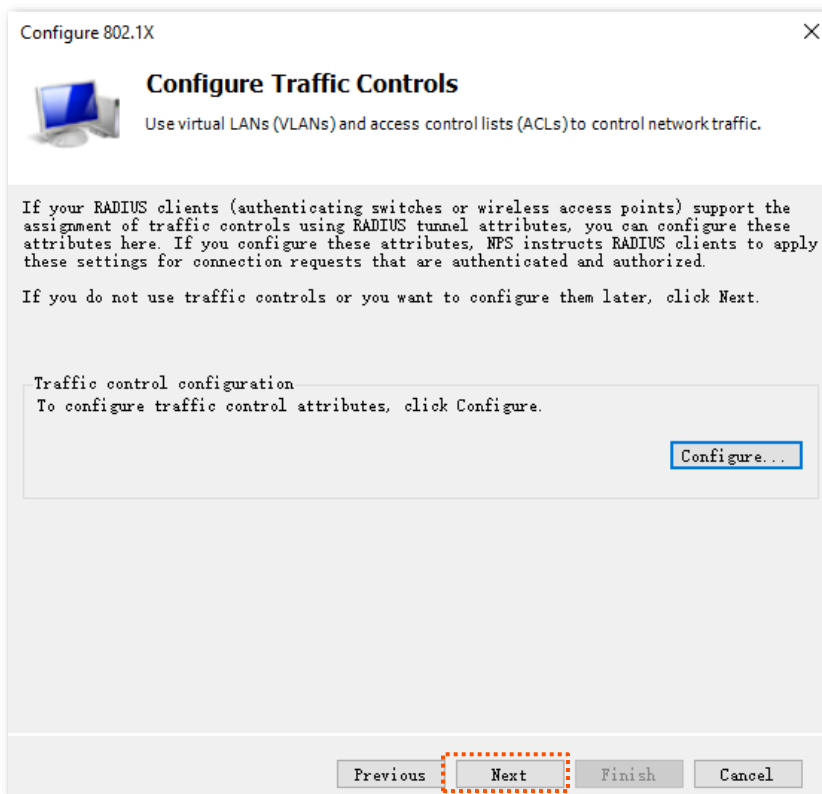 Configure 802.1X
Configure Traffic Controls
Use virtual LANs (VLANs) and access control lists (ACLs) to control network traffic.
If your RADIUS clients (authenticating switches or wireless access points) support the
assignment of traffic controls using RADIUS tunnel attributes, you can configure these
attributes here. If you configure these attributes, NPS instructs RADIUS clients to apply
these settings for connection requests that are authenticated and authorized.
If you do not use traffic controls or you want to configure them later, click Next.
Traffic control configuration
To configure traffic control attributes, click Configure.
Configure...
Previous Next Finish Cancel